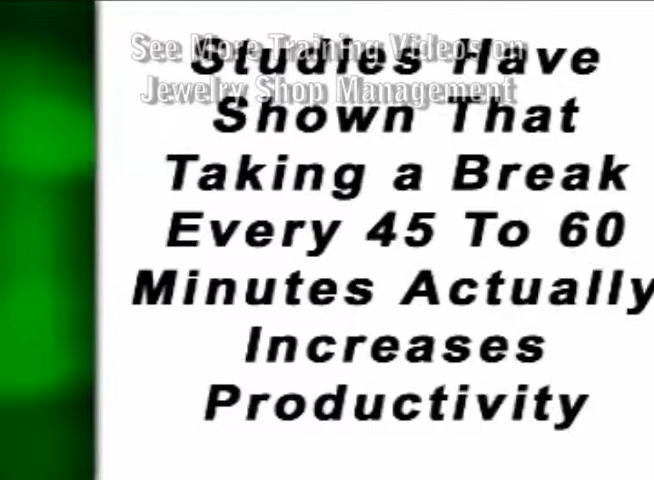 See More Training Videos on
Jewelry Shop Management
Studies Have
Shown That
Taking a Break
Every 45 To 60
Minutes Actually
Increases
Productivity